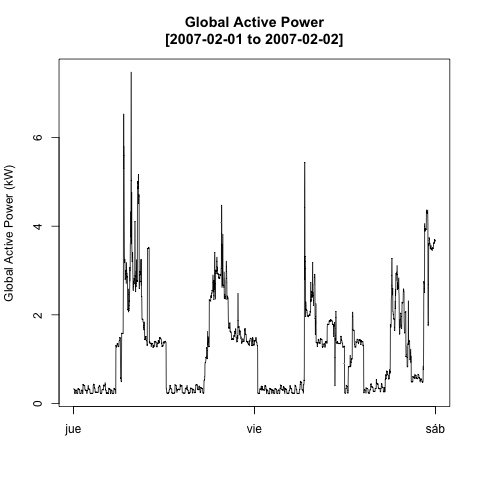 Global Active Power
[2007-02-01 to 2007-02-02]
Global Active Power (kW)
6
4
2
0
jue vie sáb